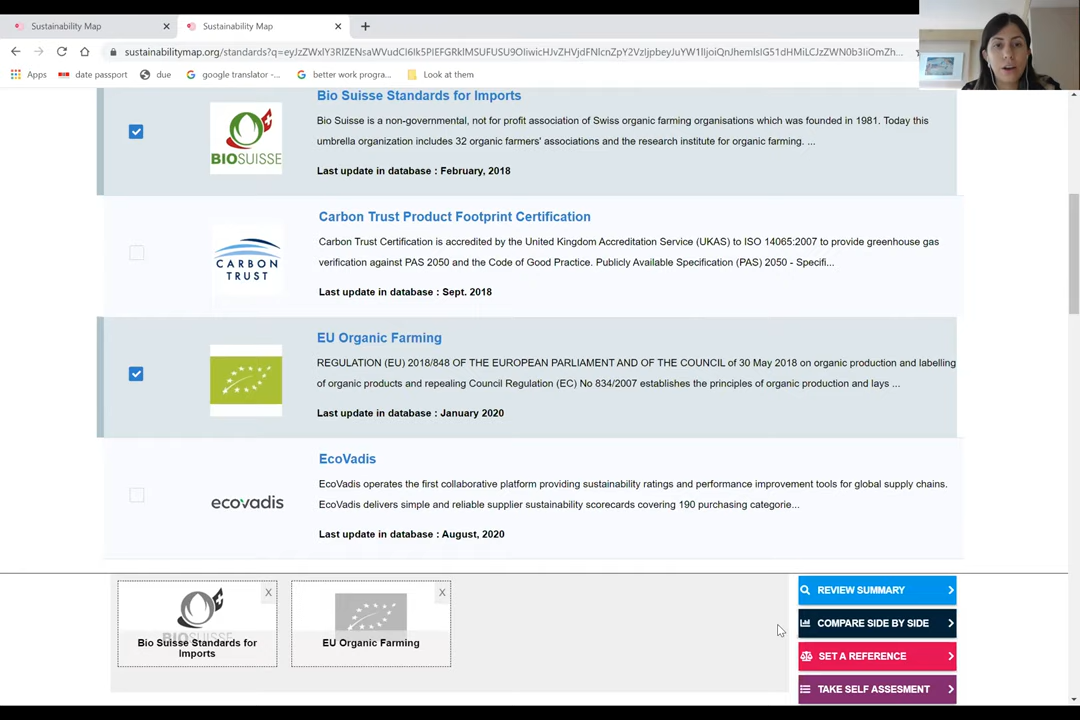 Sustainability Map
Sustainability Map
sustainabilitymap.org/standards?q=eyJzZWxlY3RlZENsaWVudCI6Ik5PIEFGRklMSUFUSU9OIiwicHJvZHVjdFNlcnZpY2VzIjpbeyJuYW1lIjoiQnJhemlsIG51dHMiLCJzZWN0b3IiOmZh...
Apps
date passport
due
google translator -...
better work progra...
Look at them
Bio Suisse Standards for Imports
Bio Suisse is a non-governmental, not for profit association of Swiss organic farming organisations which was founded in 1981. Today this
umbrella organization includes 32 organic farmers' associations and the research institute for organic farming. ...
BIOSUISSE
Last update in database : February, 2018
Carbon Trust Product Footprint Certification
Carbon Trust Certification is accredited by the United Kingdom Accreditation Service (UKAS) to ISO 14065:2007 to provide greenhouse gas
verification against PAS 2050 and the Code of Good Practice. Publicly Available Specification (PAS) 2050 - Specifi...
CARBON
TRUST
Last update in database : Sept. 2018
EU Organic Farming
REGULATION (EU) 2018/848 OF THE EUROPEAN PARLIAMENT AND OF THE COUNCIL of 30 May 2018 on organic production and labelling
of organic products and repealing Council Regulation (EC) No 834/2007 establishes the principles of organic production and lays ...
Last update in database : January 2020
EcoVadis
EcoVadis operates the first collaborative platform providing sustainability ratings and performance improvement tools for global supply chains.
ecovadis
EcoVadis delivers simple and reliable supplier sustainability scorecards covering 190 purchasing categorie...
Last update in database : August, 2020
X
BIOSUISSE
Bio Suisse Standards for
Imports
X
EU Organic Farming
REVIEW SUMMARY
COMPARE SIDE BY SIDE
SET A REFERENCE
TAKE SELF ASSESMENT